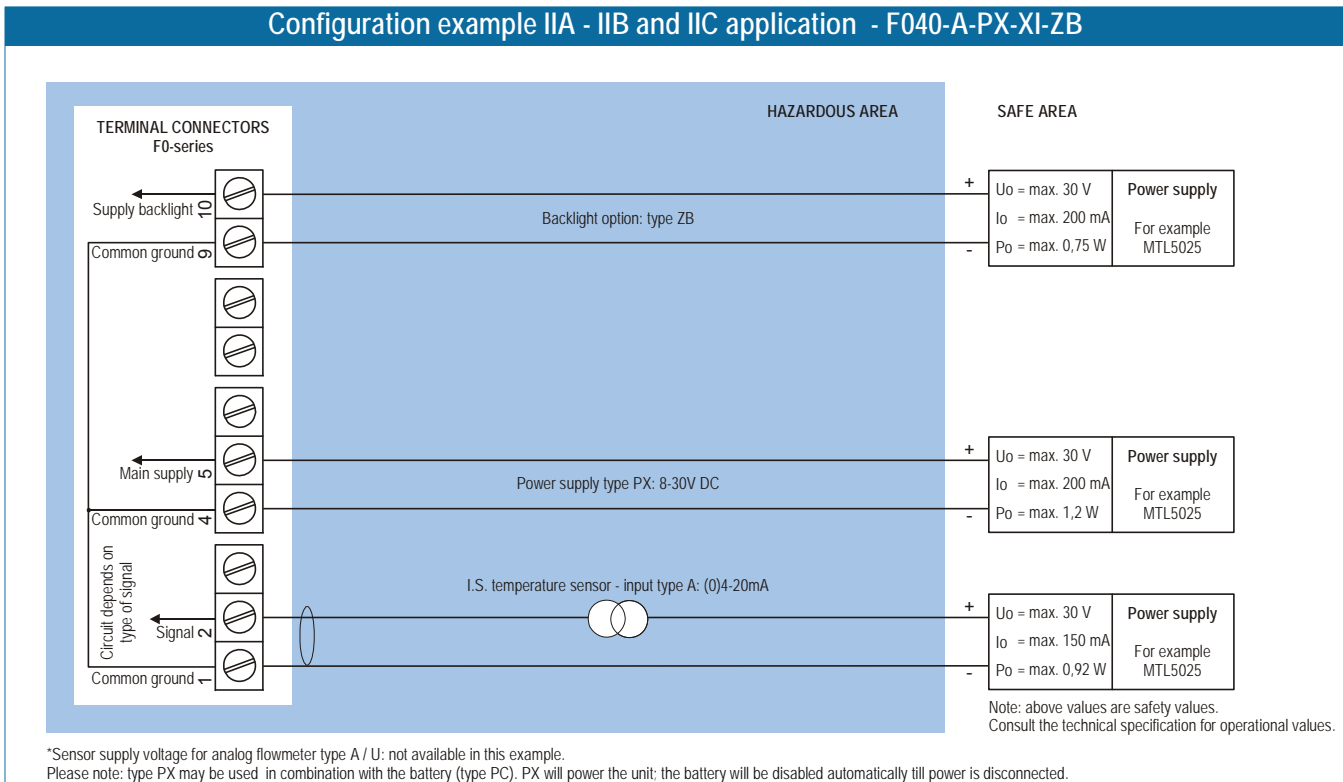 Configuration example IIA - IIB and IIC application - F040-A-PX-XI-ZB
HAZARDOUS AREA
SAFE AREA
TERMINAL CONNECTORS
F0-series
Supply backlight 10
Backlight option: type ZB
Common ground 9
+
-
Uo = max. 30 V
Io = max. 200 mA
Po = max. 0,75 W
Power supply
For example
MTL5025
Main supply 5
Power supply type PX: 8-30V DC
Common ground 4
+
-
Uo = max. 30 V
Io = max. 200 mA
Po = max. 1,2 W
Power supply
For example
MTL5025
Circuit depends on
type of signal
I.S. temperature sensor - input type A: (0)4-20mA
Signal 2
Common ground 1
+
-
Uo = max. 30 V
Io = max. 150 mA
Po = max. 0,92 W
Power supply
For example
MTL5025
Note: above values are safety values.
Consult the technical specification for operational values.
*Sensor supply voltage for analog flowmeter type A / U: not available in this example.
Please note: type PX may be used in combination with the battery (type PC). PX will power the unit; the battery will be disabled automatically till power is disconnected.